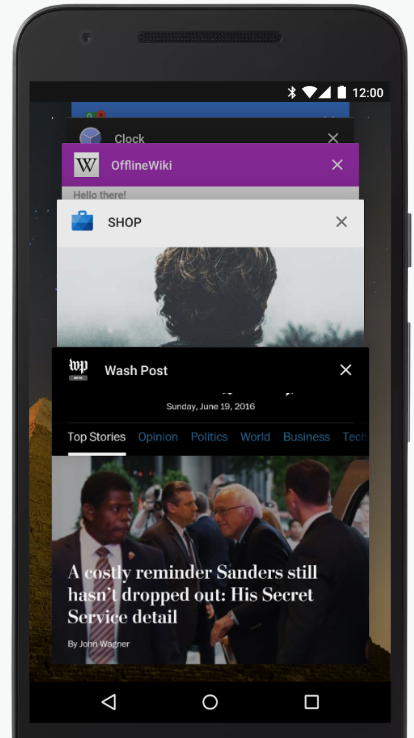 12:00
Clock
W OfflineWiki
Hello there!
SHOP
wp Wash Post
Sunday, June 19, 2016
Top Stories Opinion Politics World Business Tech
A costly reminder Sanders still
hasn't dropped out: His Secret
Service detail
By John Wagner